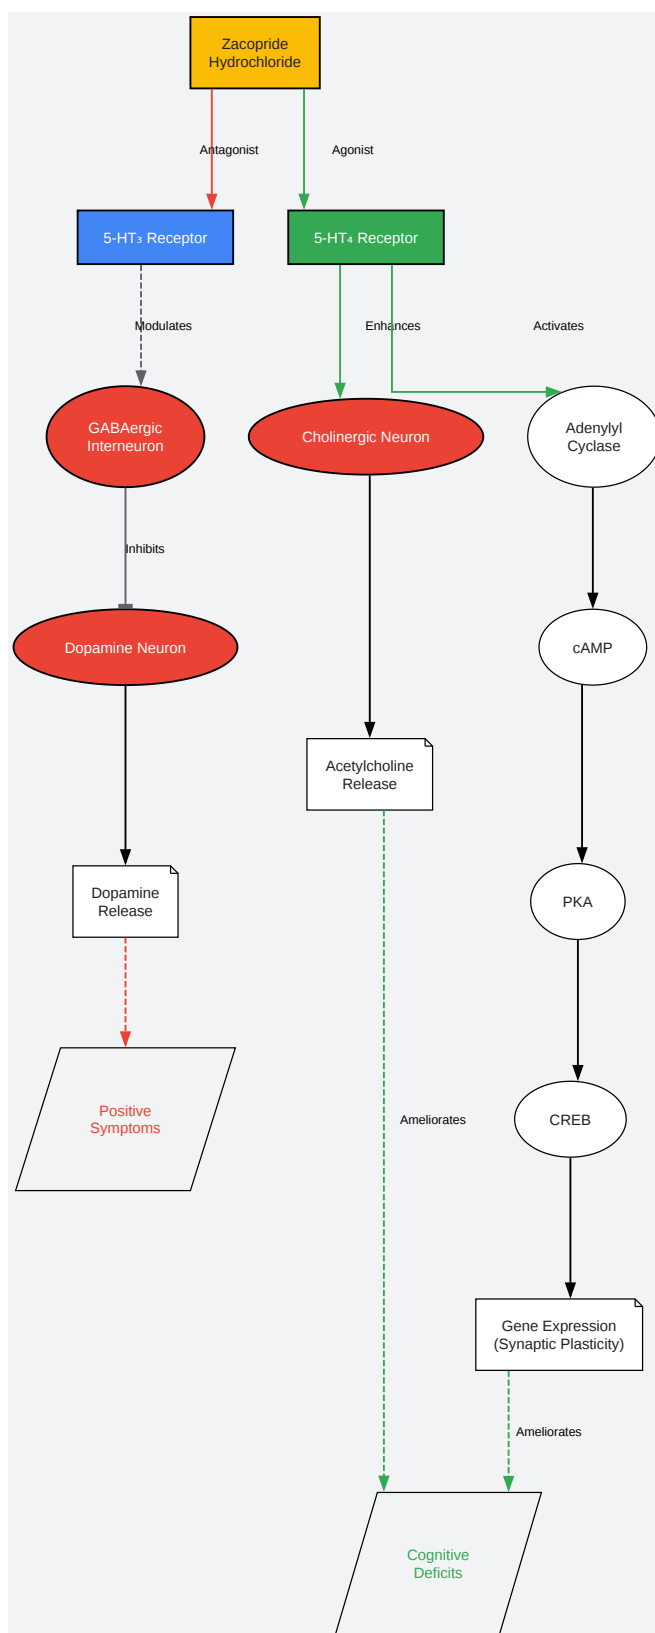 Zacopride
Hydrochloride
Antagonist
Agonist
5-HT₃ Receptor
5-HT₄ Receptor
Modulates
Enhances
Activates
GABAergic
Interneuron
Cholinergic Neuron
Adenylyl
Cyclase
Inhibits
Dopamine Neuron
cAMP
Acetylcholine
Release
Dopamine
Release
PKA
Positive
Symptoms
Ameliorates
CREB
Gene Expression
(Synaptic Plasticity)
Ameliorates
Cognitive
Deficits